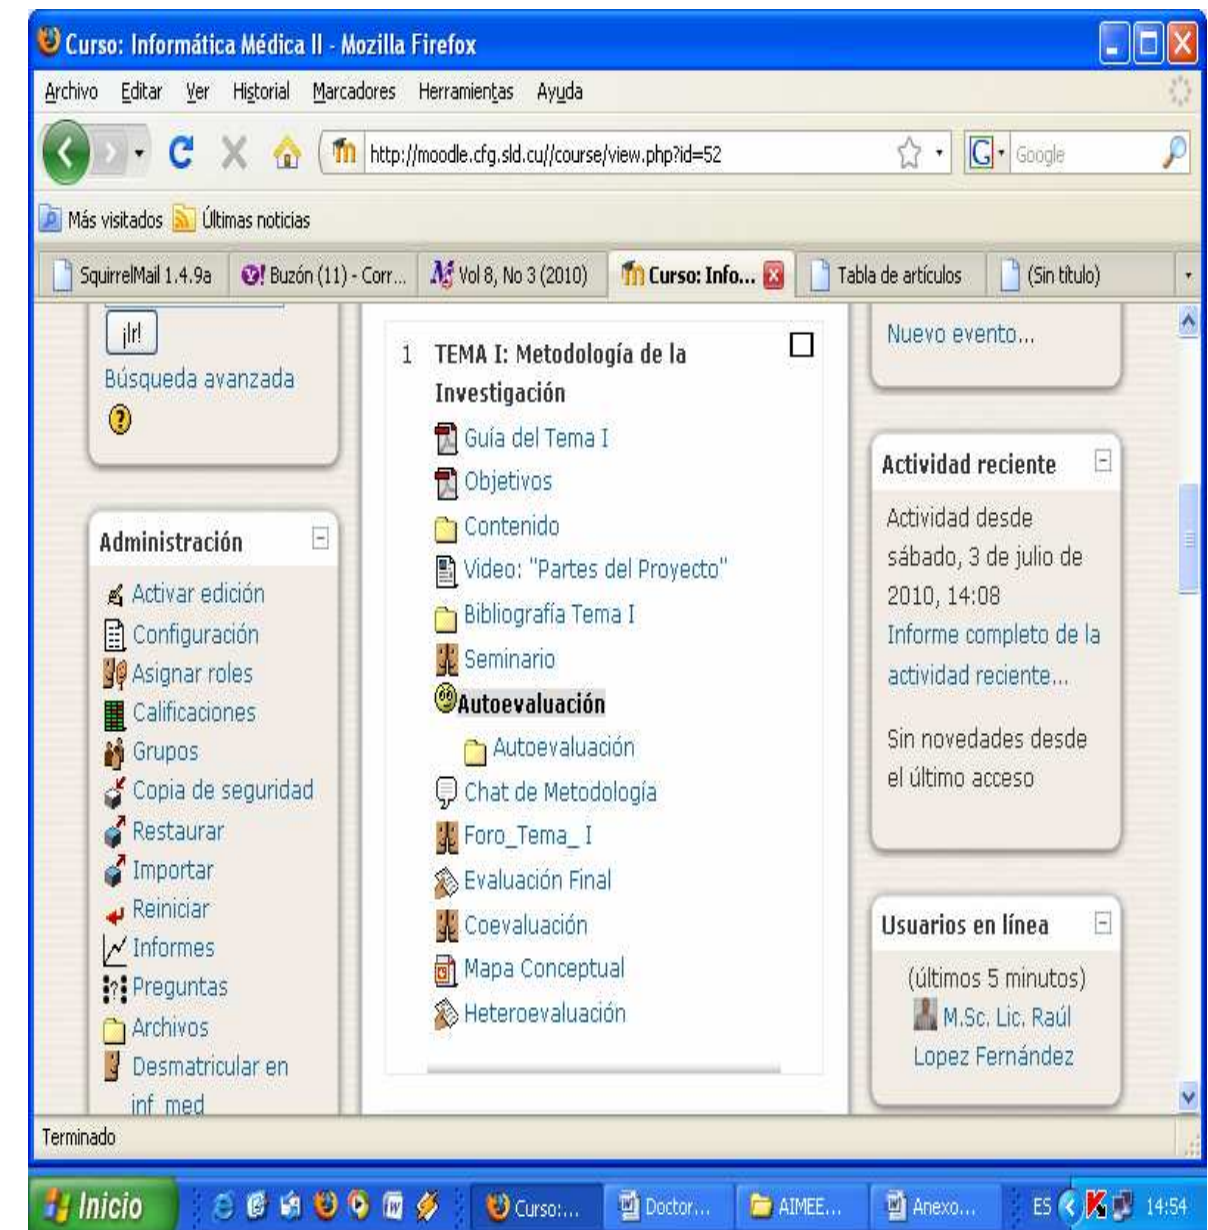 Curso: Informática Médica II - Mozilla Firefox
Archivo Editar Ver Historial Marcadores Herramientas Ayuda
http://moodle.cfg.sld.cu//course/view.php?id=52
G Google
Más visitados Últimas noticias
SquirrelMail 1.4.9a
Buzón (11) - Corr...
Vol 8, No 3 (2010)
Curso: Info...
Tabla de artículos
(Sin título)
¡Ir!
Búsqueda avanzada
Administración
Activar edición
Configuración
Asignar roles
Calificaciones
Grupos
Copia de seguridad
Restaurar
Importar
Reiniciar
Informes
Preguntas
Archivos
Desmatricular en
inf_med
1 TEMA I: Metodología de la
Investigación
Guía del Tema I
Objetivos
Contenido
Video: "Partes del Proyecto"
Bibliografía Tema I
Seminario
Autoevaluación
Autoevaluación
Chat de Metodología
Foro_Tema_ I
Evaluación Final
Coevaluación
Mapa Conceptual
Heteroevaluación
Nuevo evento...
Actividad reciente
Actividad desde
sábado, 3 de julio de
2010, 14:08
Informe completo de la
actividad reciente...
Sin novedades desde
el último acceso
Usuarios en línea
(últimos 5 minutos)
M.Sc. Lic. Raúl
Lopez Fernández
Terminado
Inicio
Curso:...
Doctor...
AIMEE...
Anexo...
ES
14:54